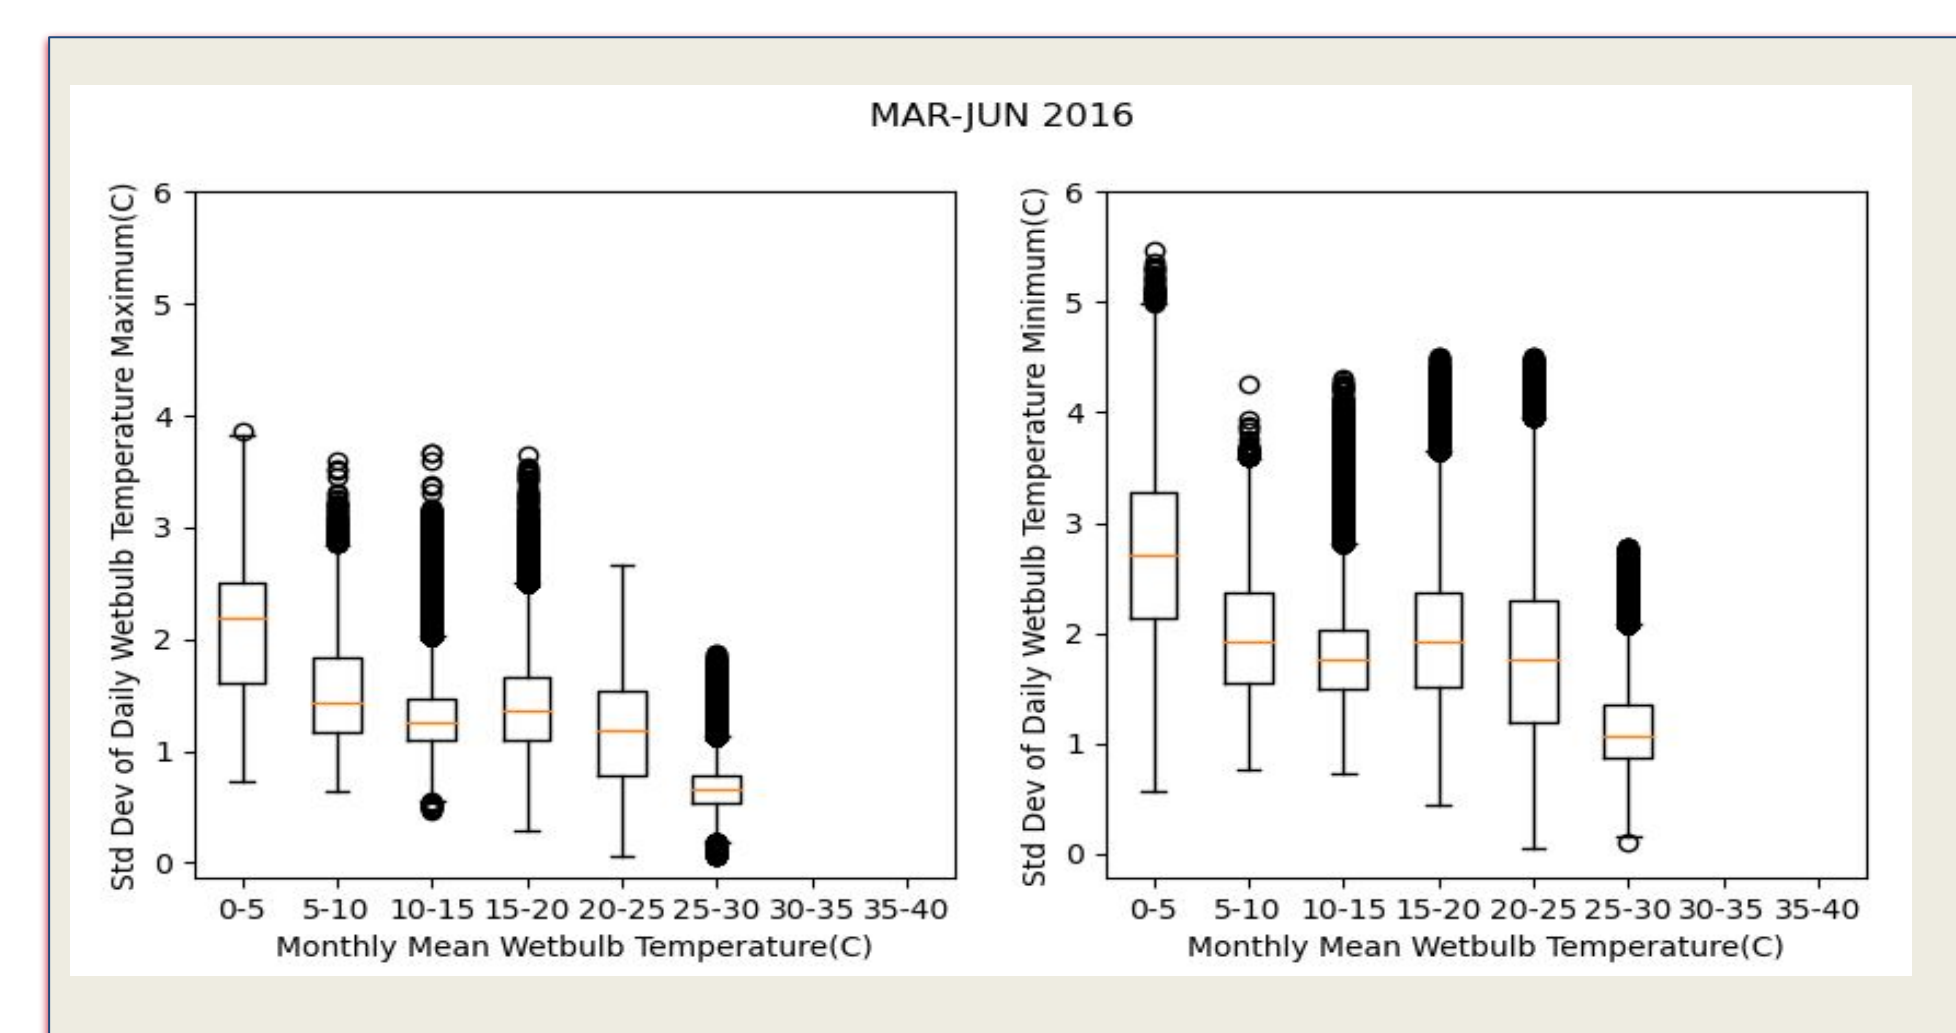 MAR-JUN 2016
Std Dev of Daily Wetbulb Temperature Maximum(C)
6
5
4
3
2
1
0
0-5 5-10 10-15 15-20 20-25 25-30 30-35 35-40
Monthly Mean Wetbulb Temperature(C)
Std Dev of Daily Wetbulb Temperature Minimum(C)
6
5
4
3
2
1
0
0-5 5-10 10-15 15-20 20-25 25-30 30-35 35-40
Monthly Mean Wetbulb Temperature(C)